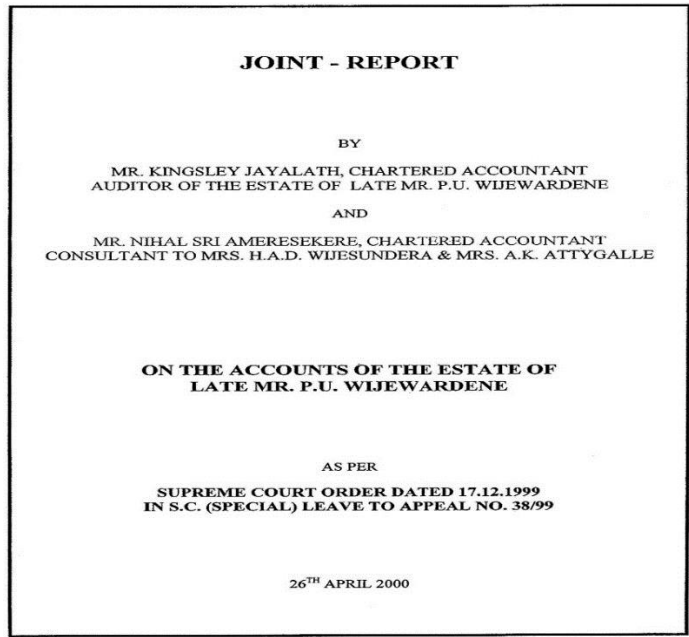 JOINT - REPORT
BY
MR. KINGSLEY JAYALATH, CHARTERED ACCOUNTANT
AUDITOR OF THE ESTATE OF LATE MR. P.U. WIJEWARDENE
AND
MR. NIHAL SRI AMERESEKERE, CHARTERED ACCOUNTANT
CONSULTANT TO MRS. H.A.D. WIJESUNDERA & MRS. A.K. ATTYGALLE
ON THE ACCOUNTS OF THE ESTATE OF
LATE MR. P.U. WIJEWARDENE
AS PER
SUPREME COURT ORDER DATED 17.12.1999
IN S.C. (SPECIAL) LEAVE TO APPEAL NO. 38/99
26TH APRIL 2000